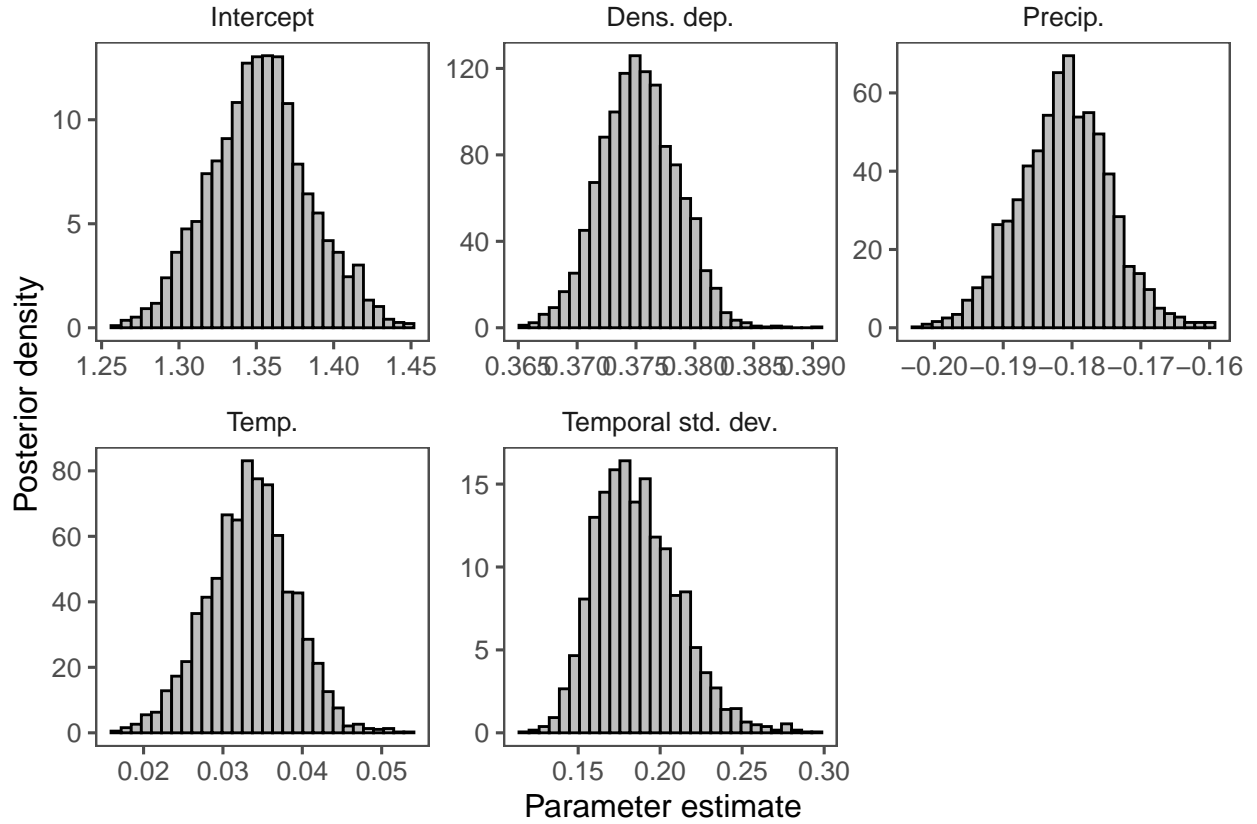 Intercept
Dens. dep.
Precip.
10
5
0
1.25 1.30 1.35 1.40 1.45
120
80
40
0
0.365 0.370 0.375 0.380 0.385 0.390
60
40
20
0
−0.20 −0.19 −0.18 −0.17 −0.16
Posterior density
Temp.
Temporal std. dev.
80
60
40
20
0
0.02 0.03 0.04 0.05
15
10
5
0
0.15 0.20 0.25 0.30
Parameter estimate